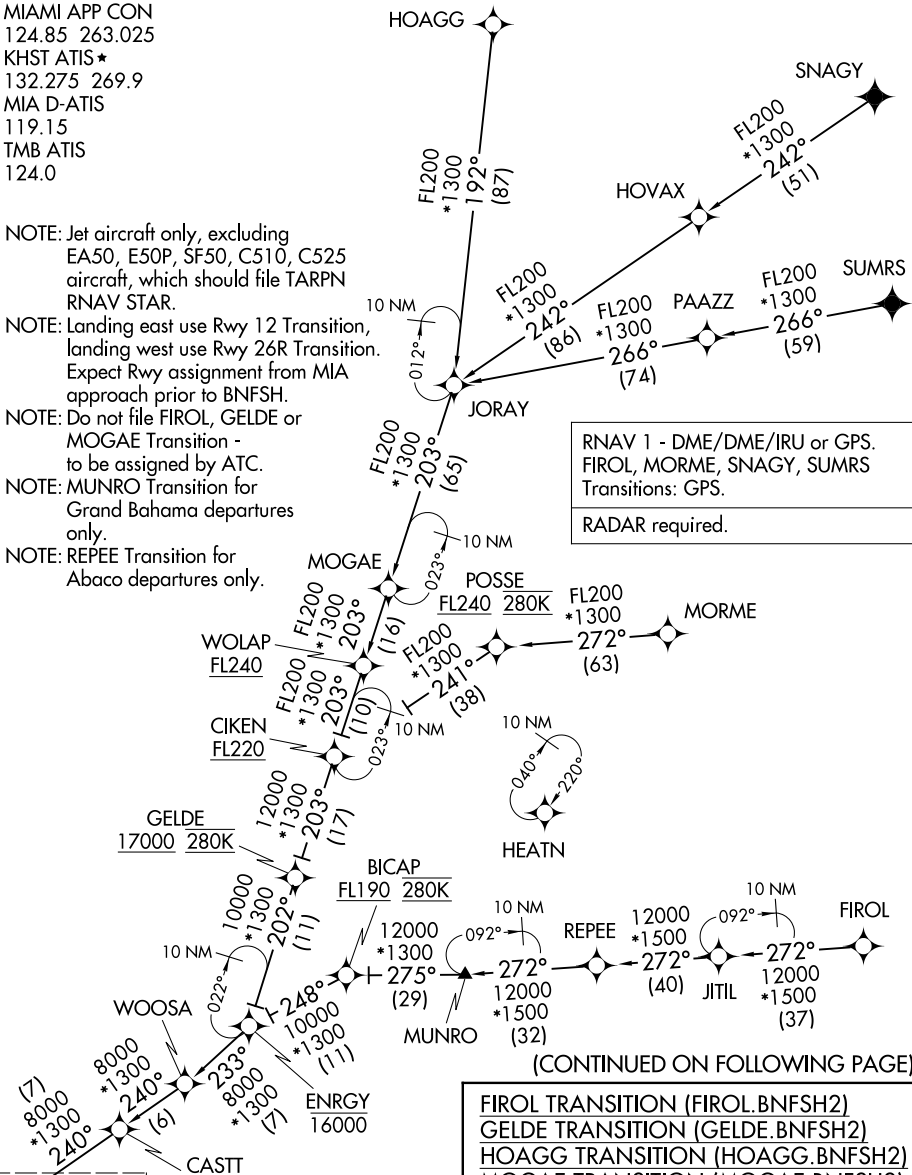 MIAMI APP CON
124.85 263.025
KHST ATIS★
132.275 269.9
MIA D-ATIS
119.15
TMB ATIS
124.0
NOTE: Jet aircraft only, excluding
EA50, E50P, SF50, C510, C525
aircraft, which should file TARPN
RNAV STAR.
NOTE: Landing east use Rwy 12 Transition,
landing west use Rwy 26R Transition.
Expect Rwy assignment from MIA
approach prior to BNFSH.
NOTE: Do not file FIROL, GELDE or
MOGAE Transition -
to be assigned by ATC.
NOTE: MUNRO Transition for
Grand Bahama departures
only.
NOTE: REPEE Transition for
Abaco departures only.
HOAGG
FL200
*1300
192°
(87)
SNAGY
FL200
*1300
242°
(51)
HOVAX
FL200
*1300
242°
(86)
SUMRS
FL200
*1300
266°
(59)
PAAZZ
FL200
*1300
266°
(74)
10 NM
012°
JORAY
FL200
*1300
203°
(65)
RNAV 1 - DME/DME/IRU or GPS.
FIROL, MORME, SNAGY, SUMRS
Transitions: GPS.
RADAR required.
10 NM
023°
MOGAE
FL200
*1300
203°
(16)
POSSE
FL240 280K
FL200
*1300
272°
(63)
MORME
FL200
*1300
241°
(38)
WOLAP
FL240
FL200
*1300
203°
(10)
10 NM
023°
CIKEN
FL220
12000
*1300
203°
(17)
10 NM
040°
220°
HEATN
GELDE
17000 280K
10000
*1300
202°
(11)
BICAP
FL190 280K
12000
*1300
275°
(29)
092°
10 NM
MUNRO
272°
12000
*1500
(32)
REPEE
12000
*1500
272°
(40)
092°
10 NM
JITIL
272°
12000
*1500
(37)
FIROL
10 NM
022°
248°
10000
*1300
(11)
WOOSA
ENRGY
16000
233°
8000
*1300
(7)
8000
*1300
240°
(6)
(7)
8000
*1300
240°
CASTT
(CONTINUED ON FOLLOWING PAGE)
FIROL TRANSITION (FIROL.BNFSH2)
GELDE TRANSITION (GELDE.BNFSH2)
HOAGG TRANSITION (HOAGG.BNFSH2)
MOGAE TRANSITION (MOGAE.BNFSH2)